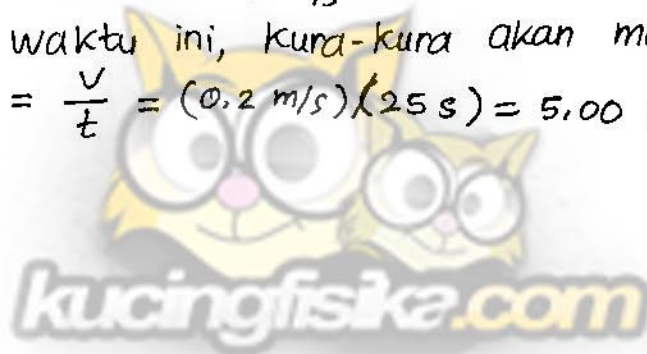 waktu ini, kura-kura akan
= v/t = (0.2 m/s)(25 s) = 5.00
kucingfisika.com